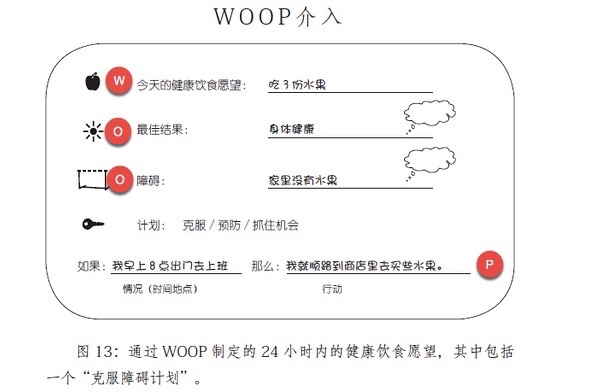 WOOP介入
W 今天的健康饮食愿望： 吃3份水果
O 最佳结果： 身体健康
O 障碍： 家里没有水果
计划： 克服 / 预防 / 抓住机会
如果：我早上8点出门去上班 那么：我就顺路到商店里去买些水果。 P
情况（时间地点） 行动
图 13：通过 WOOP 制定的 24 小时内的健康饮食愿望，其中包括
一个“克服障碍计划”。